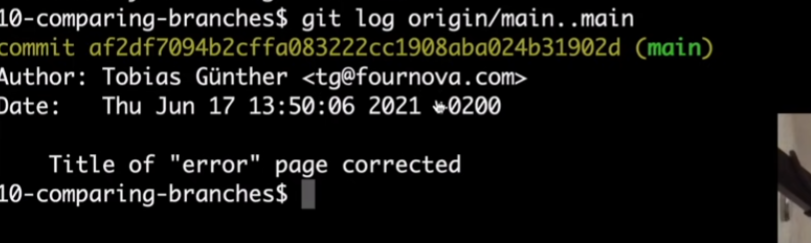 10-comparing-branches$ git log origin/main..main
commit af2df7094b2cffa083222cc1908aba024b31902d (main)
Author: Tobias Günther <tg@fournova.com>
Date:   Thu Jun 17 13:50:06 2021 +0200
Title of "error" page corrected
10-comparing-branches$